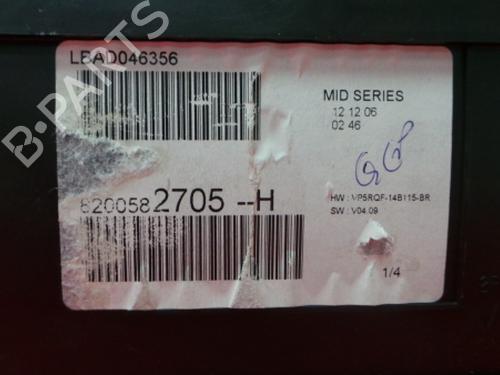 LBAD046356
MID SERIES
12 12 06
02 46
HW : VP5RQF-14B115-BR
SW : V04.09
8200582705 --H
1/4
B-PARTS